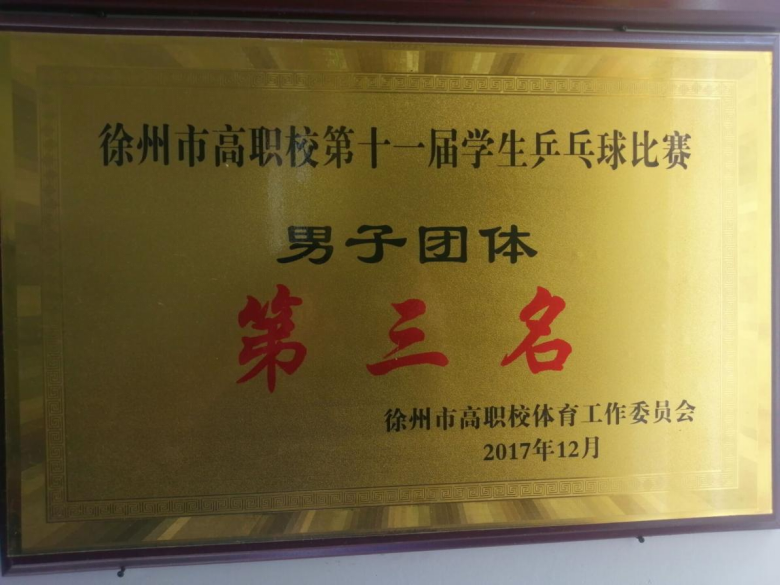 徐州市高职校第十一届学生乒乓球比赛
男子团体
第三名
徐州市高职校体育工作委员会
2017年12月